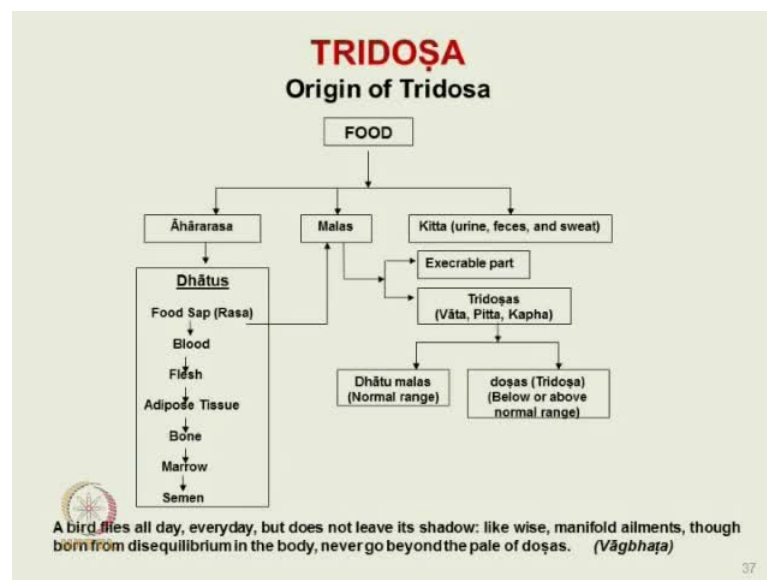 TRIDOṢA
Origin of Tridosa
FOOD
Āhārarasa
Malas
Kitta (urine, feces, and sweat)
Execrable part
Tridoṣas
(Vāta, Pitta, Kapha)
Dhātu malas
(Normal range)
doṣas (Tridoṣa)
(Below or above
normal range)
Dhātus
Food Sap (Rasa)
Blood
Flesh
Adipose Tissue
Bone
Marrow
Semen
A bird flies all day, everyday, but does not leave its shadow: like wise, manifold ailments, though
born from disequilibrium in the body, never go beyond the pale of doṣas. (Vāgbhaṭa)
37